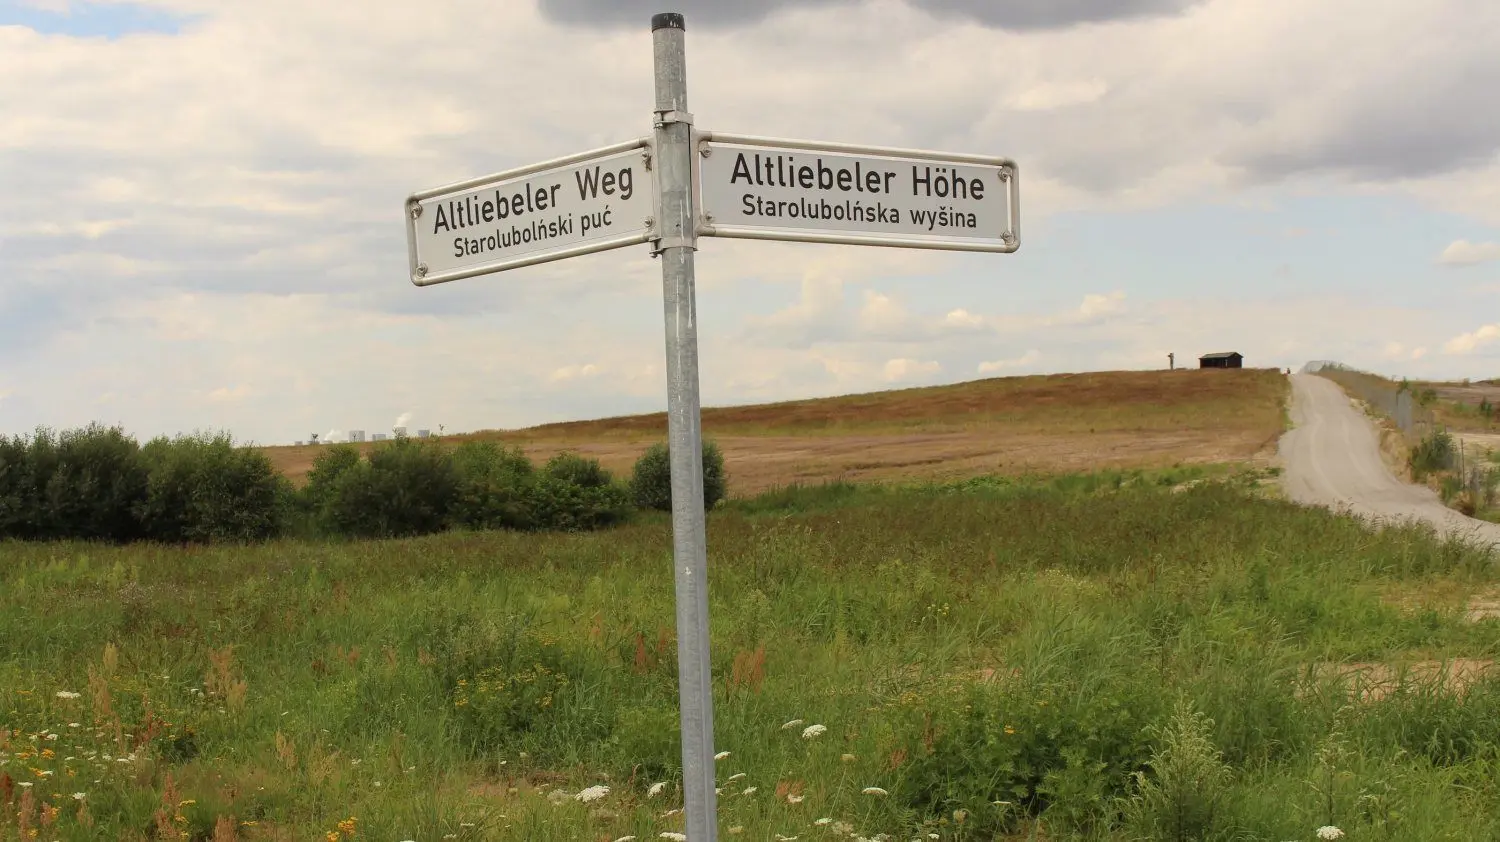 Altliebeler Weg
Starolubolński puć
Altliebeler Höhe
Starolubolńska wyšina